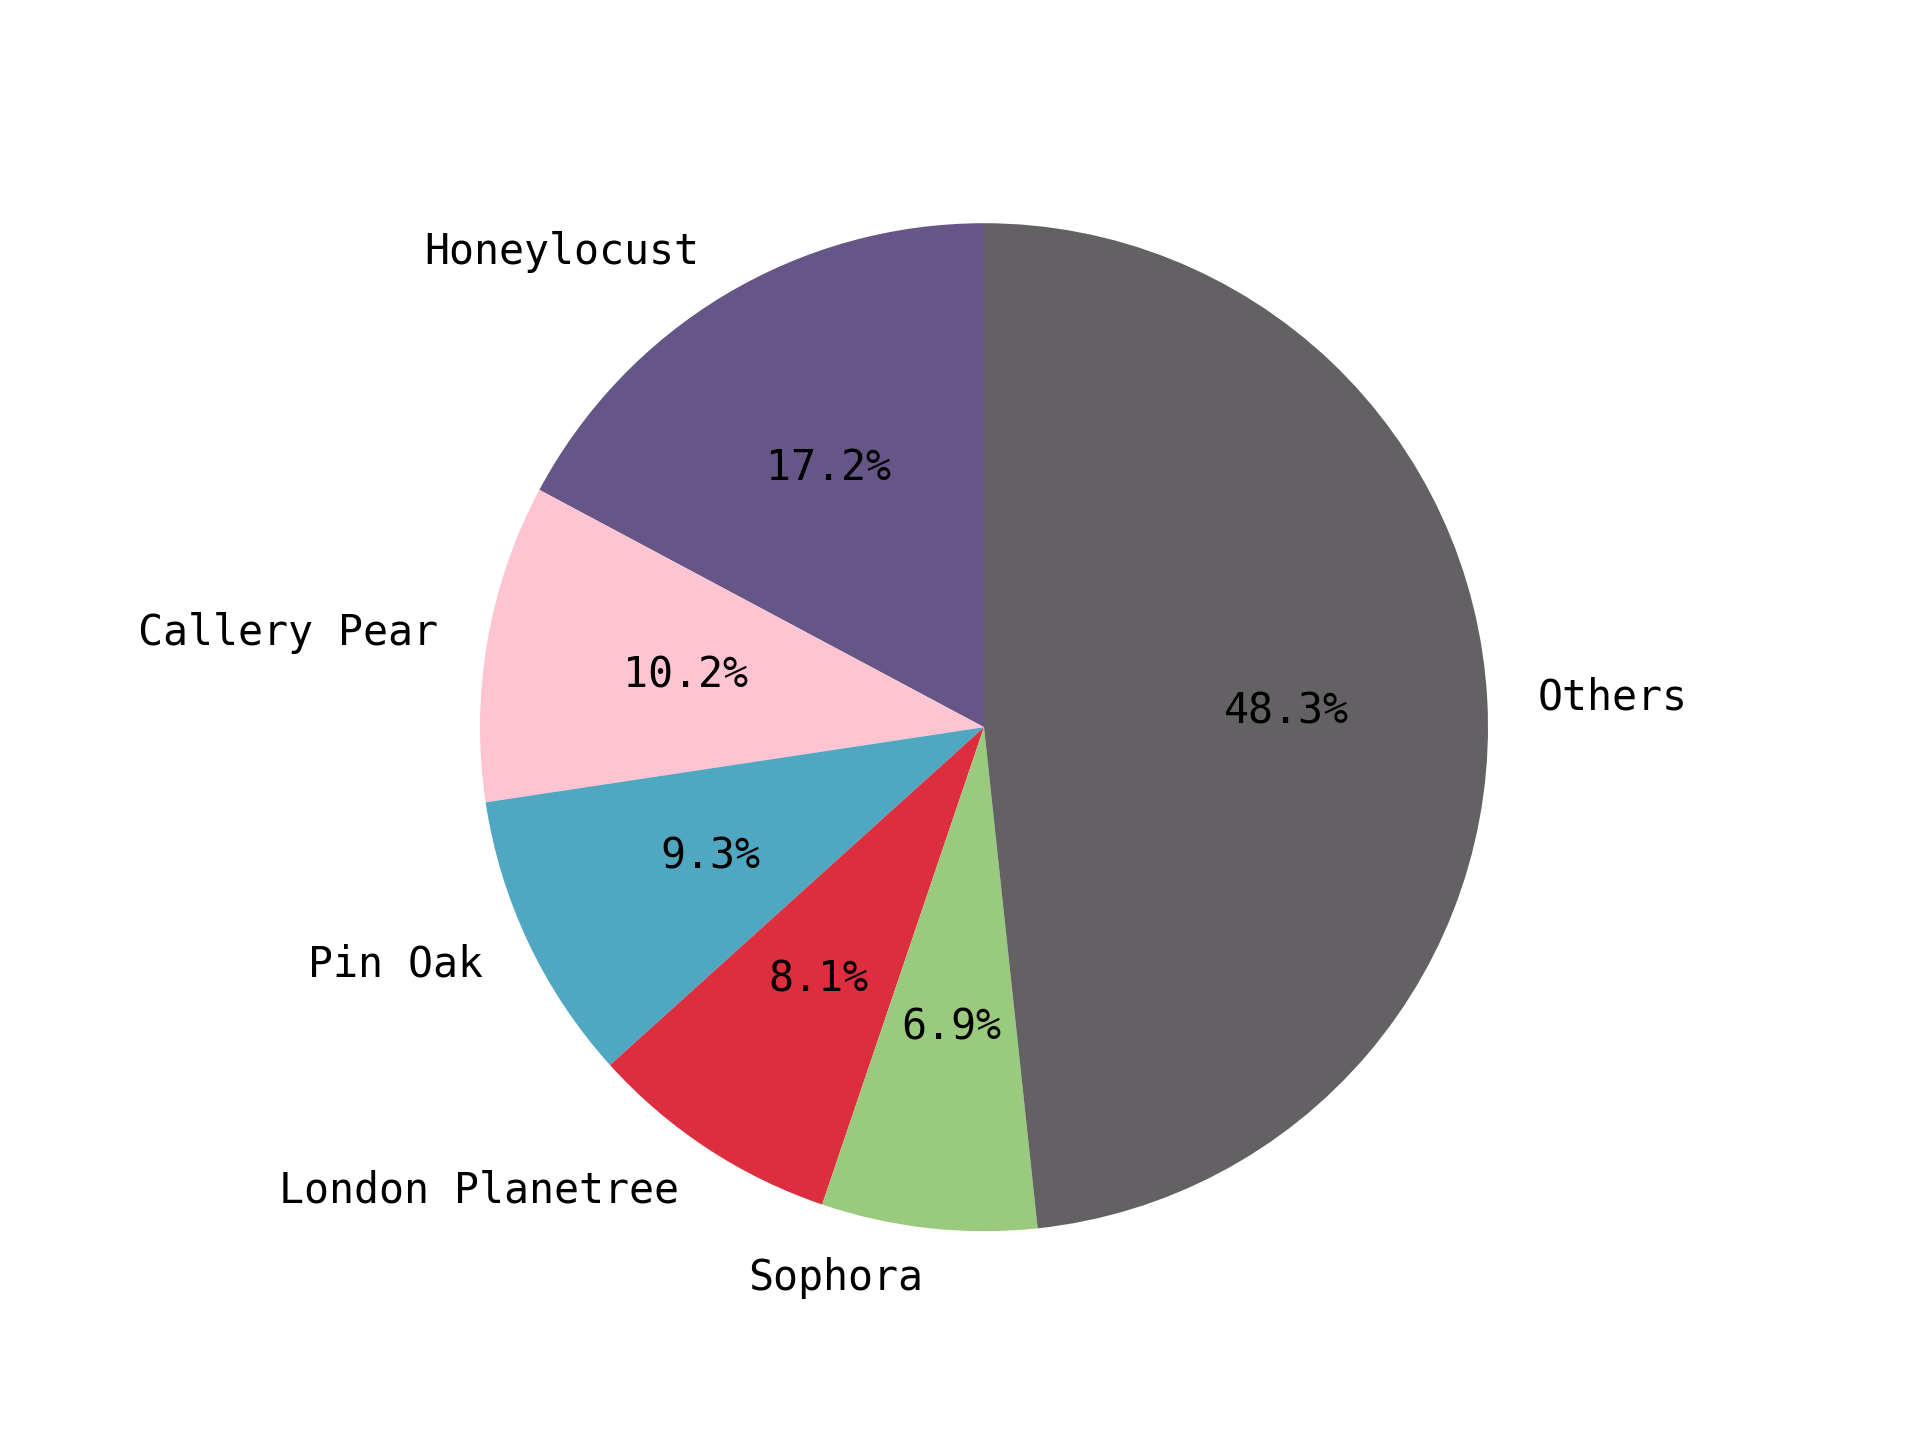 Honeylocust
17.2%
Callery Pear
10.2%
48.3%
Others
9.3%
Pin Oak
8.1%
6.9%
London Planetree
Sophora